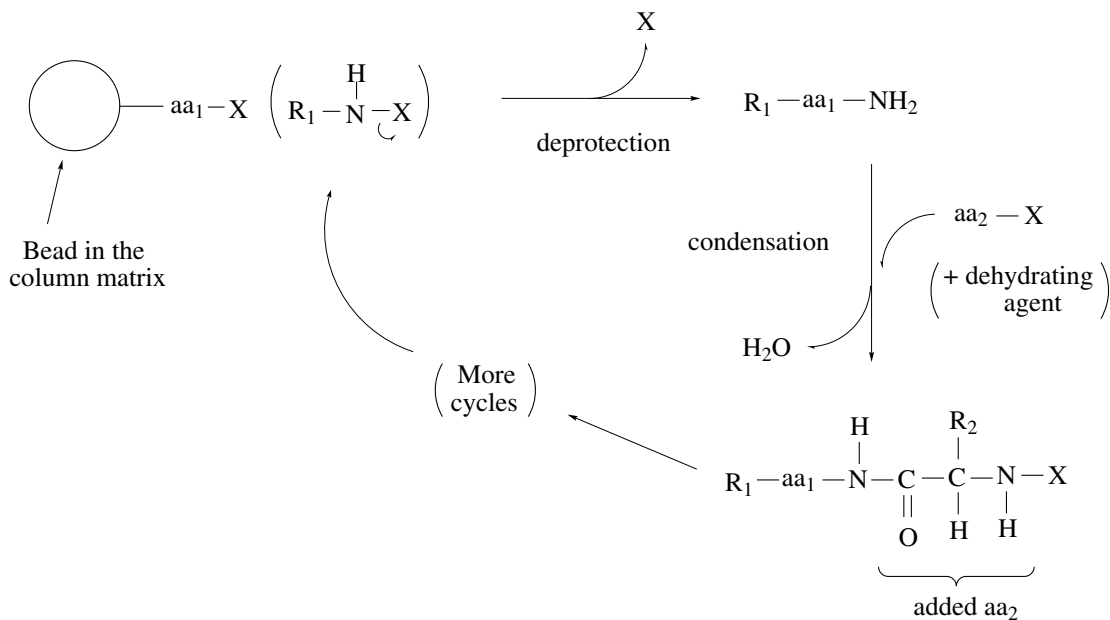 X
H
aa₁ – X ( R₁ – N – X )
R₁ – aa₁ – NH₂
deprotection
aa₂ – X
condensation
Bead in the
column matrix
( + dehydrating
agent )
H₂O
( More
cycles )
H R₂
R₁ – aa₁ – N – C – C – N – X
O H H
added aa₂